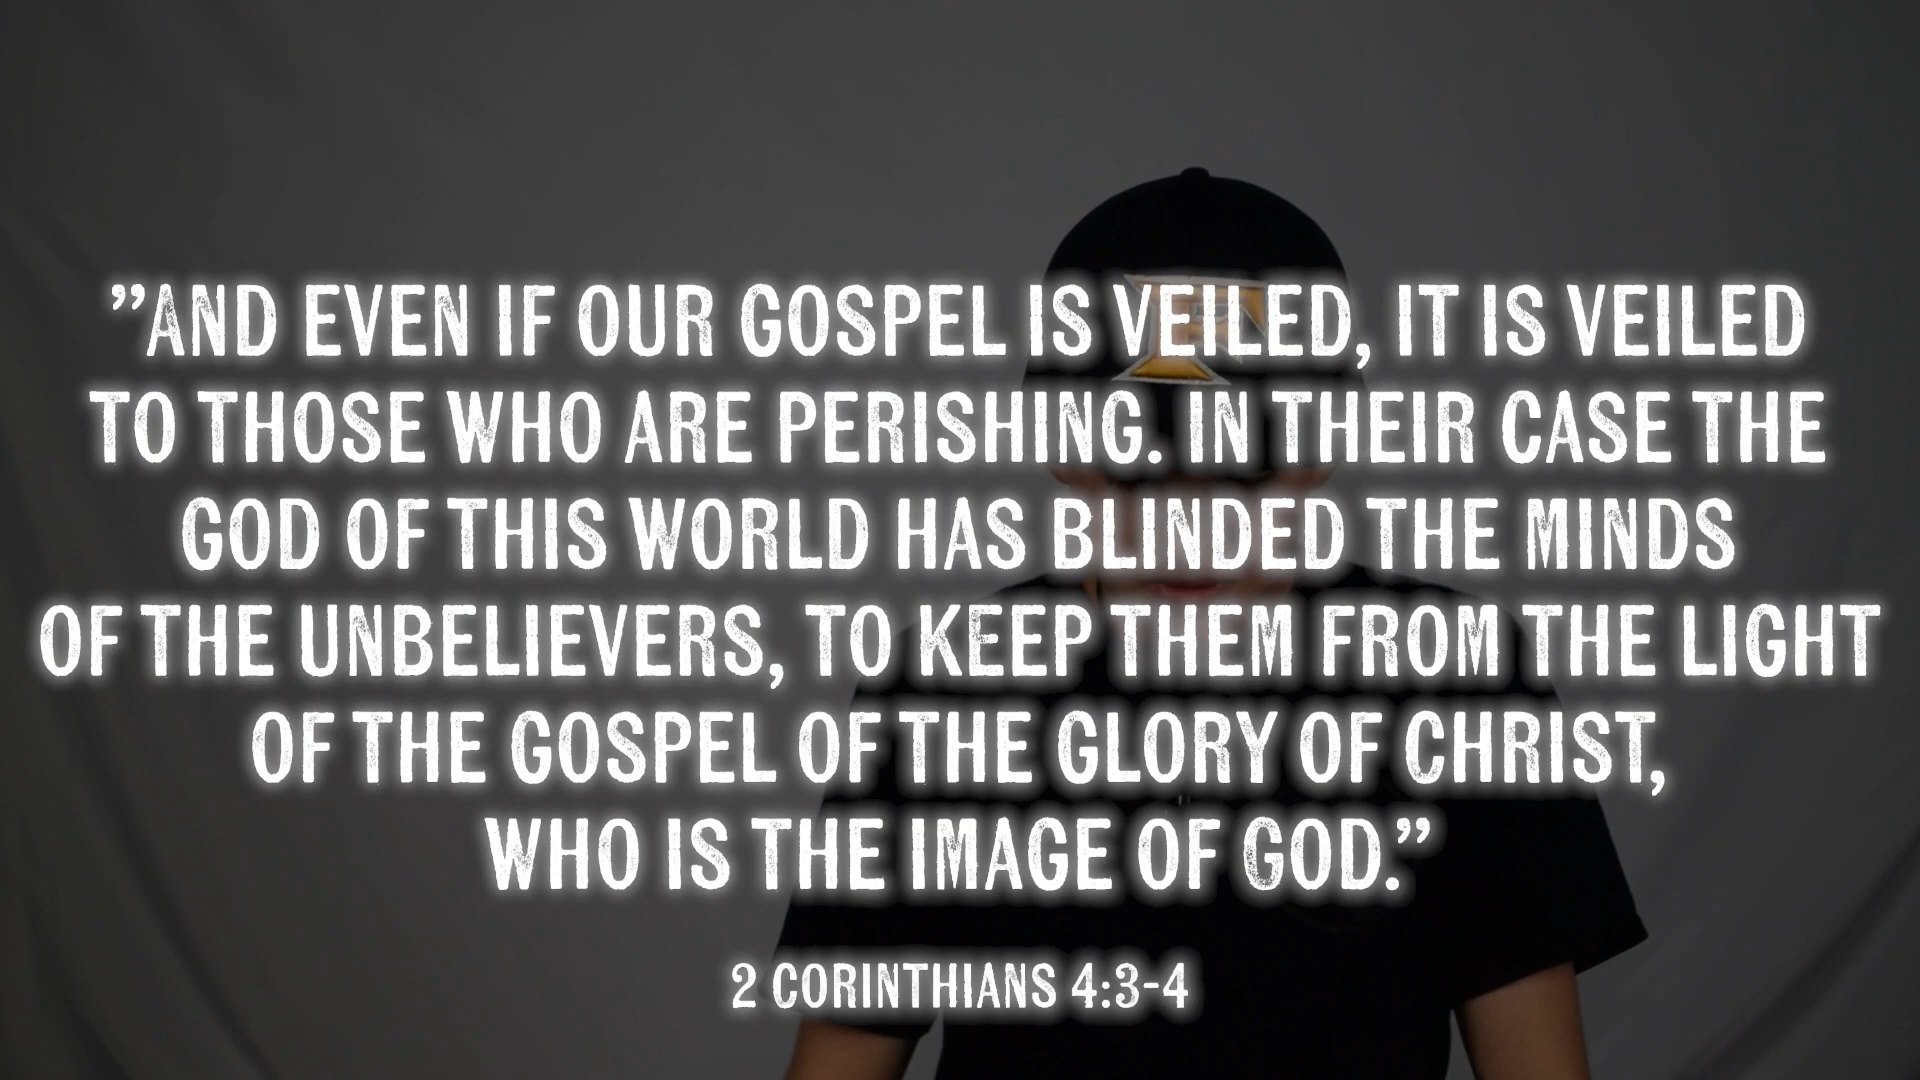 ”AND EVEN IF OUR GOSPEL IS VEILED, IT IS VEILED
TO THOSE WHO ARE PERISHING. IN THEIR CASE THE
GOD OF THIS WORLD HAS BLINDED THE MINDS
OF THE UNBELIEVERS, TO KEEP THEM FROM THE LIGHT
OF THE GOSPEL OF THE GLORY OF CHRIST,
WHO IS THE IMAGE OF GOD.”
2 CORINTHIANS 4:3-4